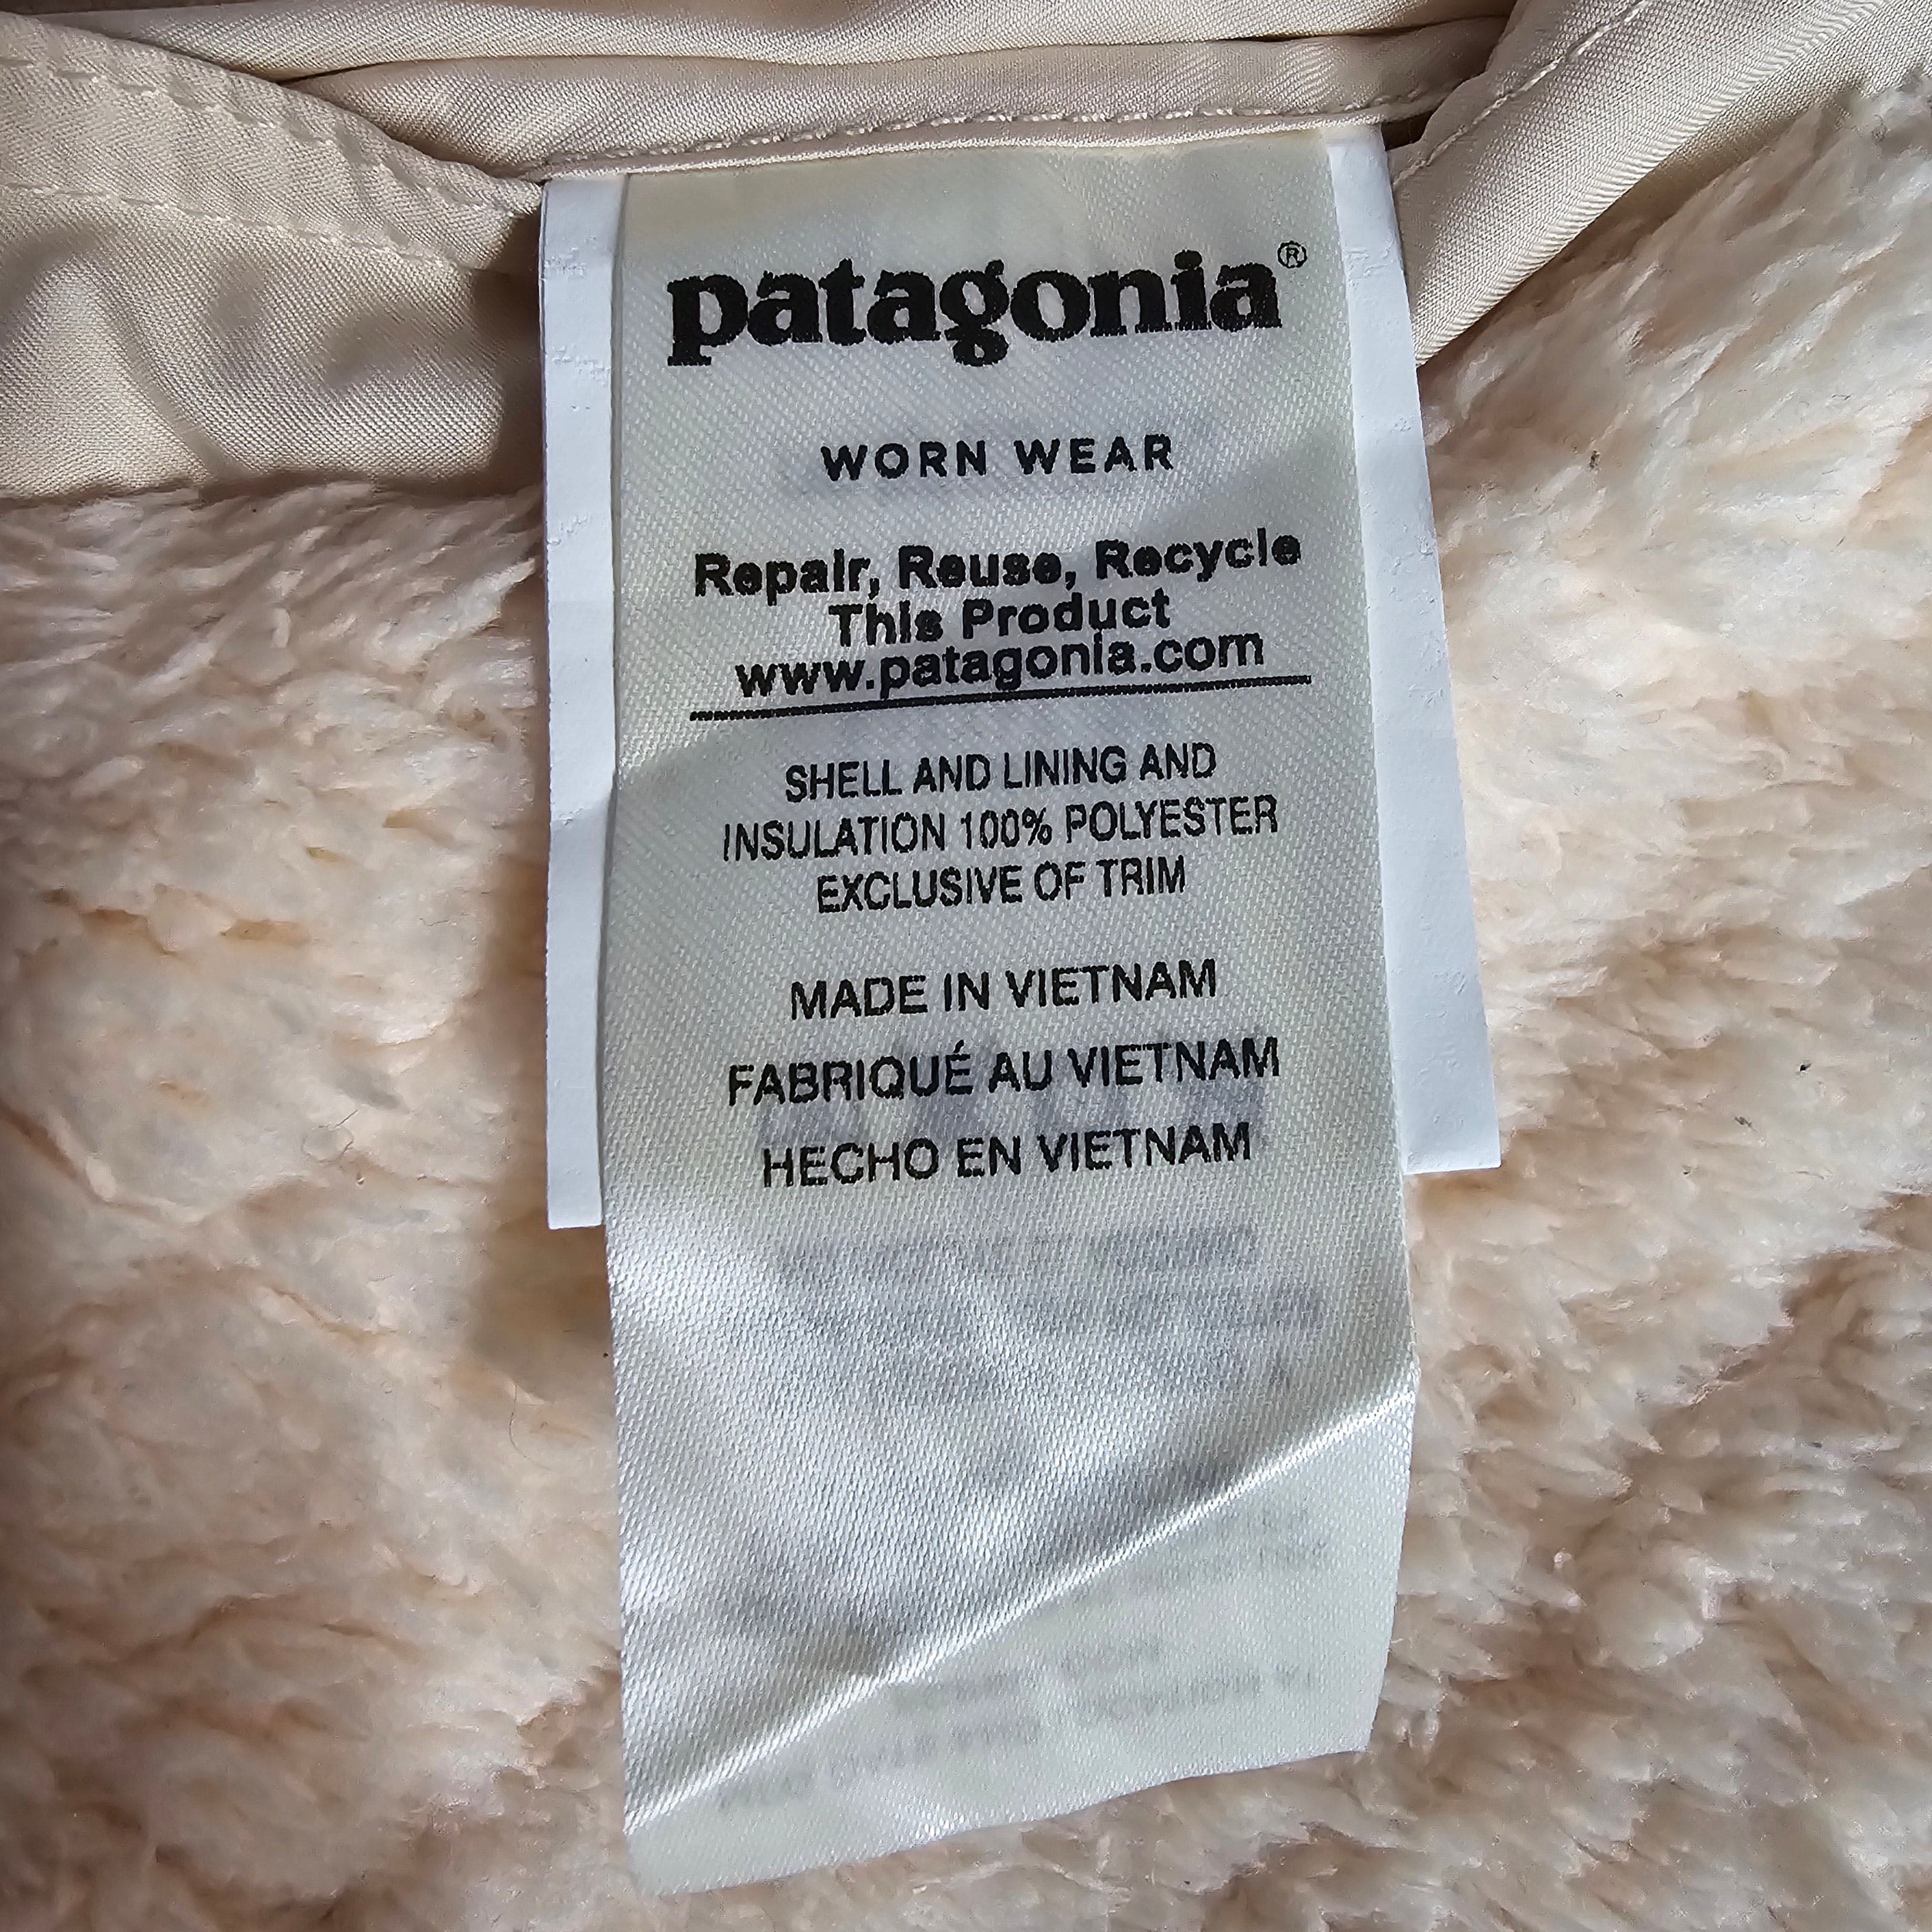 patagonia®
WORN WEAR
Repair, Reuse, Recycle
This Product
www.patagonia.com
SHELL AND LINING AND
INSULATION 100% POLYESTER
EXCLUSIVE OF TRIM
MADE IN VIETNAM
FABRIQUÉ AU VIETNAM
HECHO EN VIETNAM